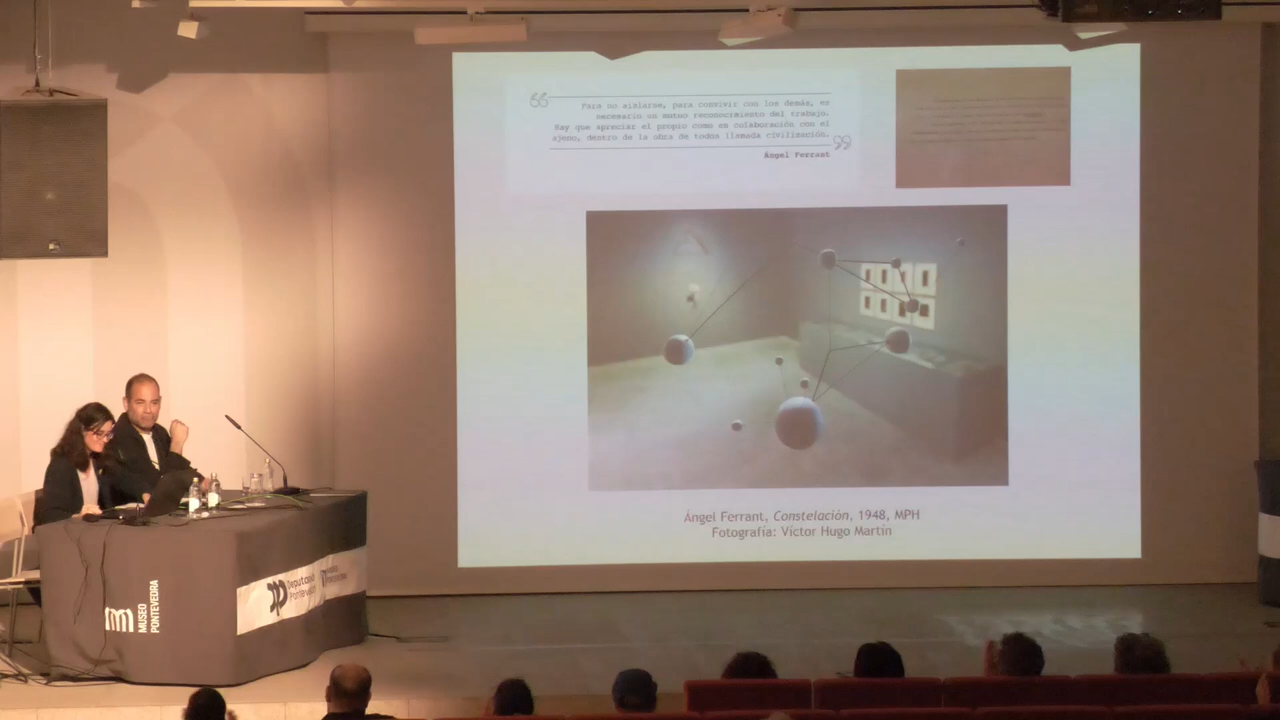 Para no aislarse, para convivir con los demás, es
necesario un mutuo reconocimiento del trabajo.
Hay que apreciar el propio como en colaboración con el
ajeno, dentro de la obra de todos llamada civilización.
Ángel Ferrant
Ángel Ferrant, Constelación, 1948, MPH
Fotografía: Víctor Hugo Martín
MUSEO
PONTEVEDRA
Deputación
Pontevedra